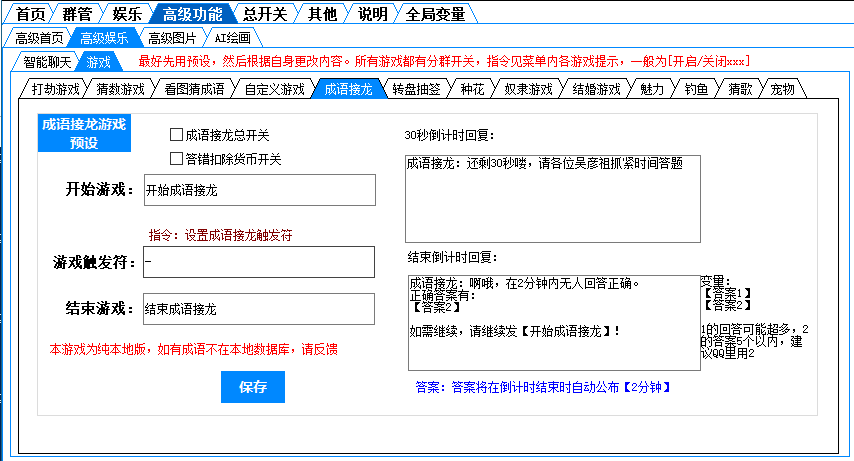 首页 群管 娱乐 高级功能 总开关 其他 说明 全局变量
高级首页 高级娱乐 高级图片 AI绘画
智能聊天 游戏 最好先用预设，然后根据自身更改内容。所有游戏都有分群开关，指令见菜单内各游戏提示，一般为[开启/关闭xxx]
打劫游戏 猜数游戏 看图猜成语 自定义游戏 成语接龙 转盘抽签 种花 奴隶游戏 结婚游戏 魅力 钓鱼 猜歌 宠物
成语接龙游戏
预设
成语接龙总开关
答错扣除货币开关
开始游戏： 开始成语接龙
指令：设置成语接龙触发符
游戏触发符： -
结束游戏： 结束成语接龙
本游戏为纯本地版，如有成语不在本地数据库，请反馈
保存
30秒倒计时回复：
成语接龙：还剩30秒喽，请各位吴彦祖抓紧时间答题
结束倒计时回复：
成语接龙：啊哦，在2分钟内无人回答正确。
正确答案有：
【答案2】
如需继续，请继续发【开始成语接龙】！
变量：
【答案1】
【答案2】
1的回答可能超多，2
的答案5个以内，建
议QQ里用2
答案：答案将在倒计时结束时自动公布【2分钟】